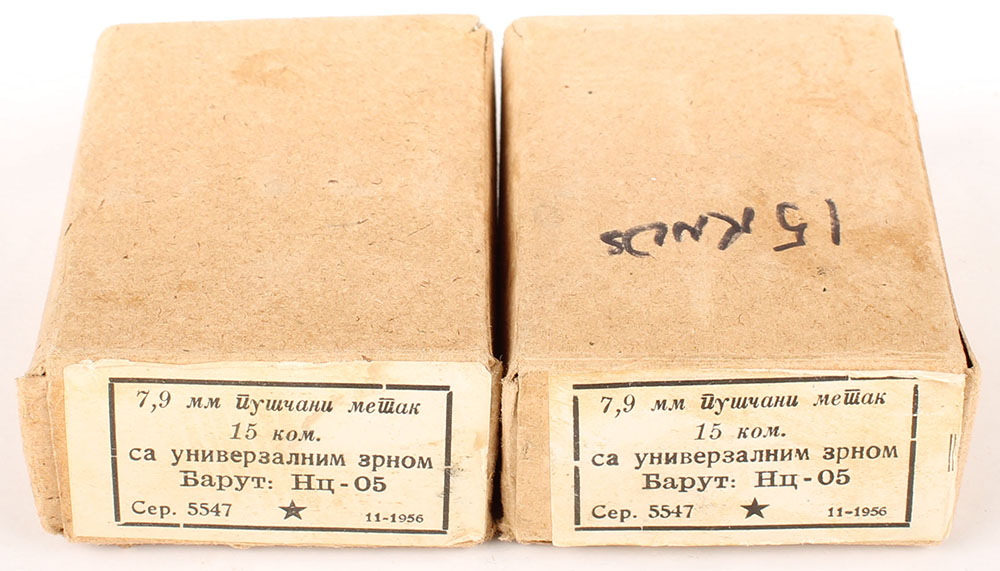 15 RNDS
7,9 мм пушчани метак
15 ком.
са универзалним зрном
Барут: Нц-05
Сер. 5547 ★ 11-1956
7,9 мм пушчани метак
15 ком.
са универзалним зрном
Барут: Нц-05
Сер. 5547 ★ 11-1956